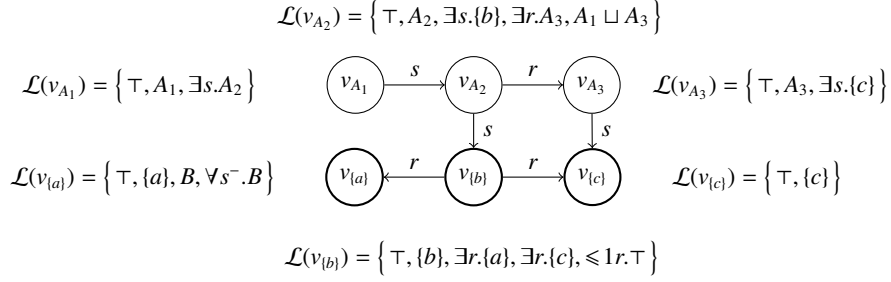 𝓛(v_{A_2}) = { ⊤, A_2, ∃s.{b}, ∃r.A_3, A_1 ⊔ A_3 }
𝓛(v_{A_1}) = { ⊤, A_1, ∃s.A_2 } v_{A_1} s v_{A_2} r v_{A_3} 𝓛(v_{A_3}) = { ⊤, A_3, ∃s.{c} }
s s
𝓛(v_{{a}}) = { ⊤, {a}, B, ∀s⁻.B } v_{{a}} r v_{{b}} r v_{{c}} 𝓛(v_{{c}}) = { ⊤, {c} }
𝓛(v_{{b}}) = { ⊤, {b}, ∃r.{a}, ∃r.{c}, ⩽1r.⊤ }